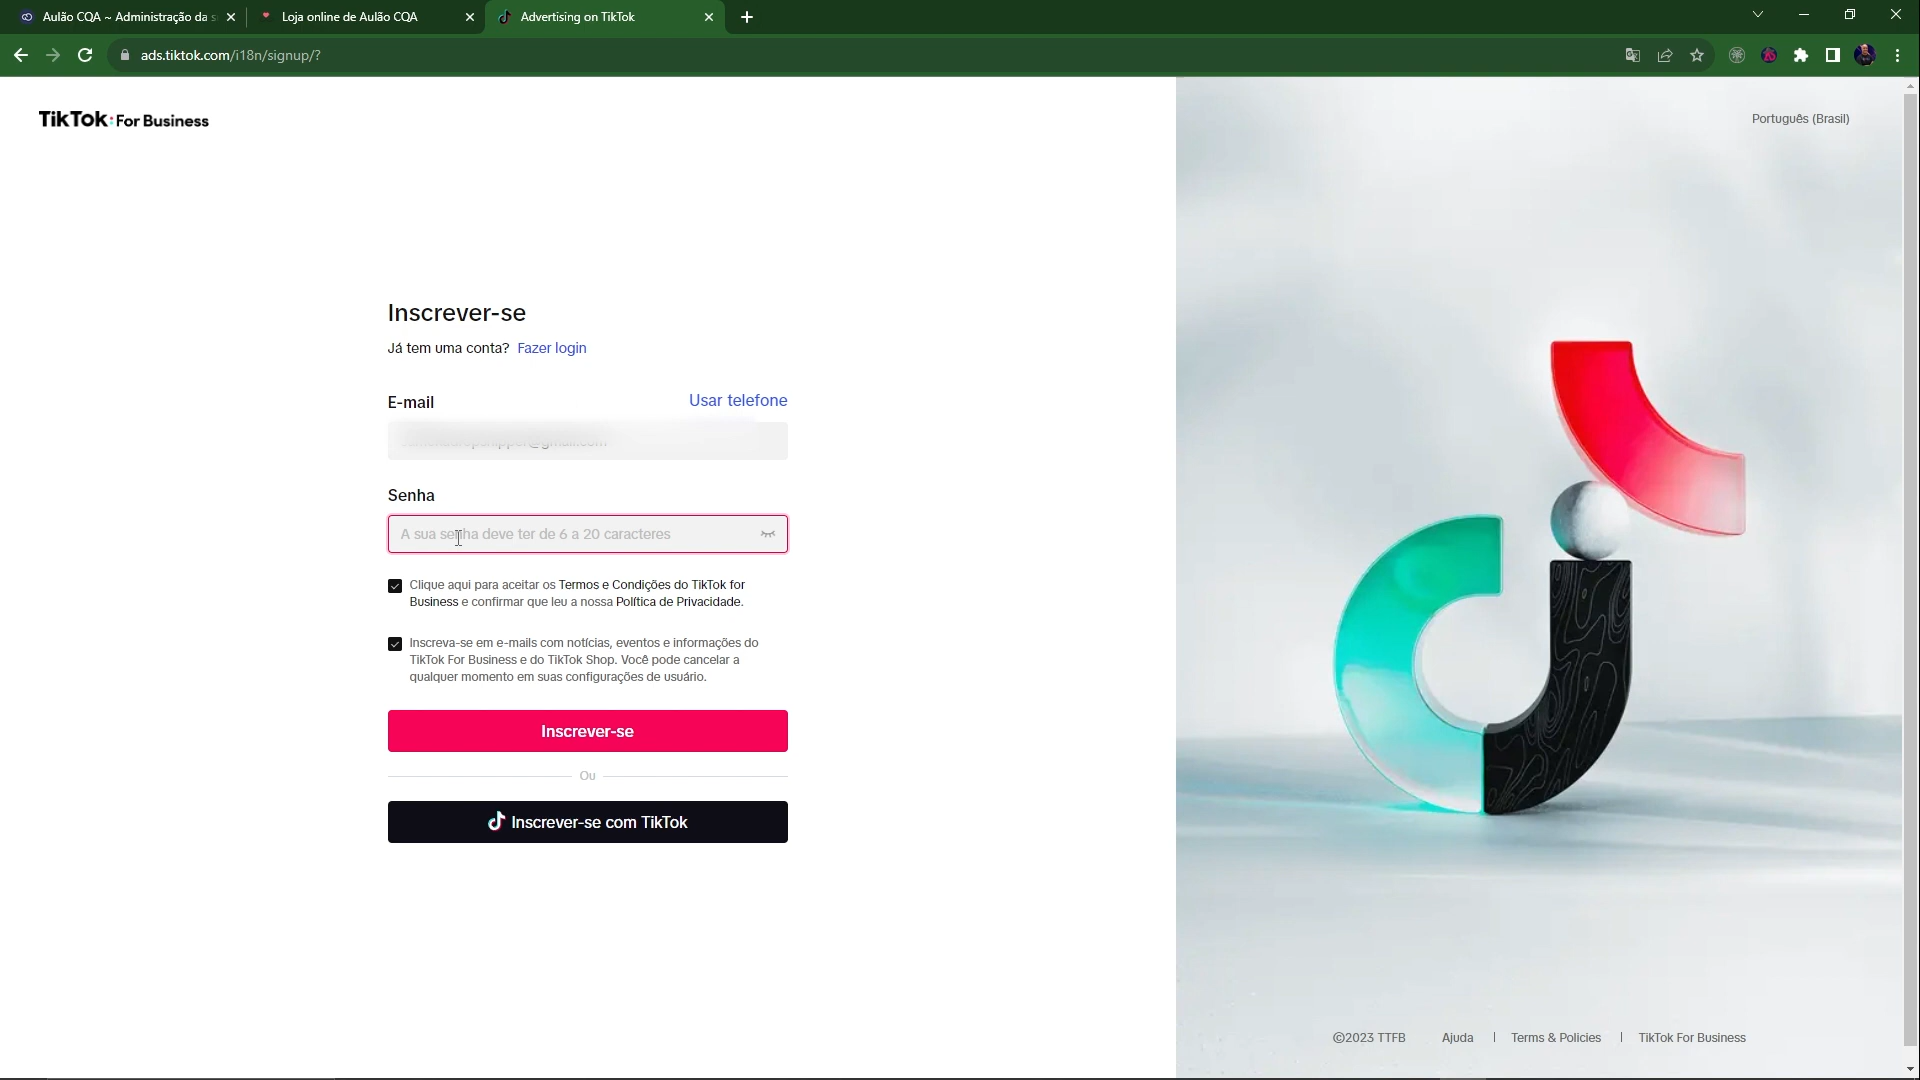 Aulão CQA ~ Administração da s
Loja online de Aulão CQA
Advertising on TikTok
ads.tiktok.com/i18n/signup/?
TikTok: For Business
Português (Brasil)
Inscrever-se
Já tem uma conta? Fazer login
E-mail
Usar telefone
@gmail.com
Senha
A sua senha deve ter de 6 a 20 caracteres
Clique aqui para aceitar os Termos e Condições do TikTok for
Business e confirmar que leu a nossa Política de Privacidade.
Inscreva-se em e-mails com notícias, eventos e informações do
TikTok For Business e do TikTok Shop. Você pode cancelar a
qualquer momento em suas configurações de usuário.
Inscrever-se
Ou
Inscrever-se com TikTok
©2023 TTFB
Ajuda
Terms & Policies
TikTok For Business